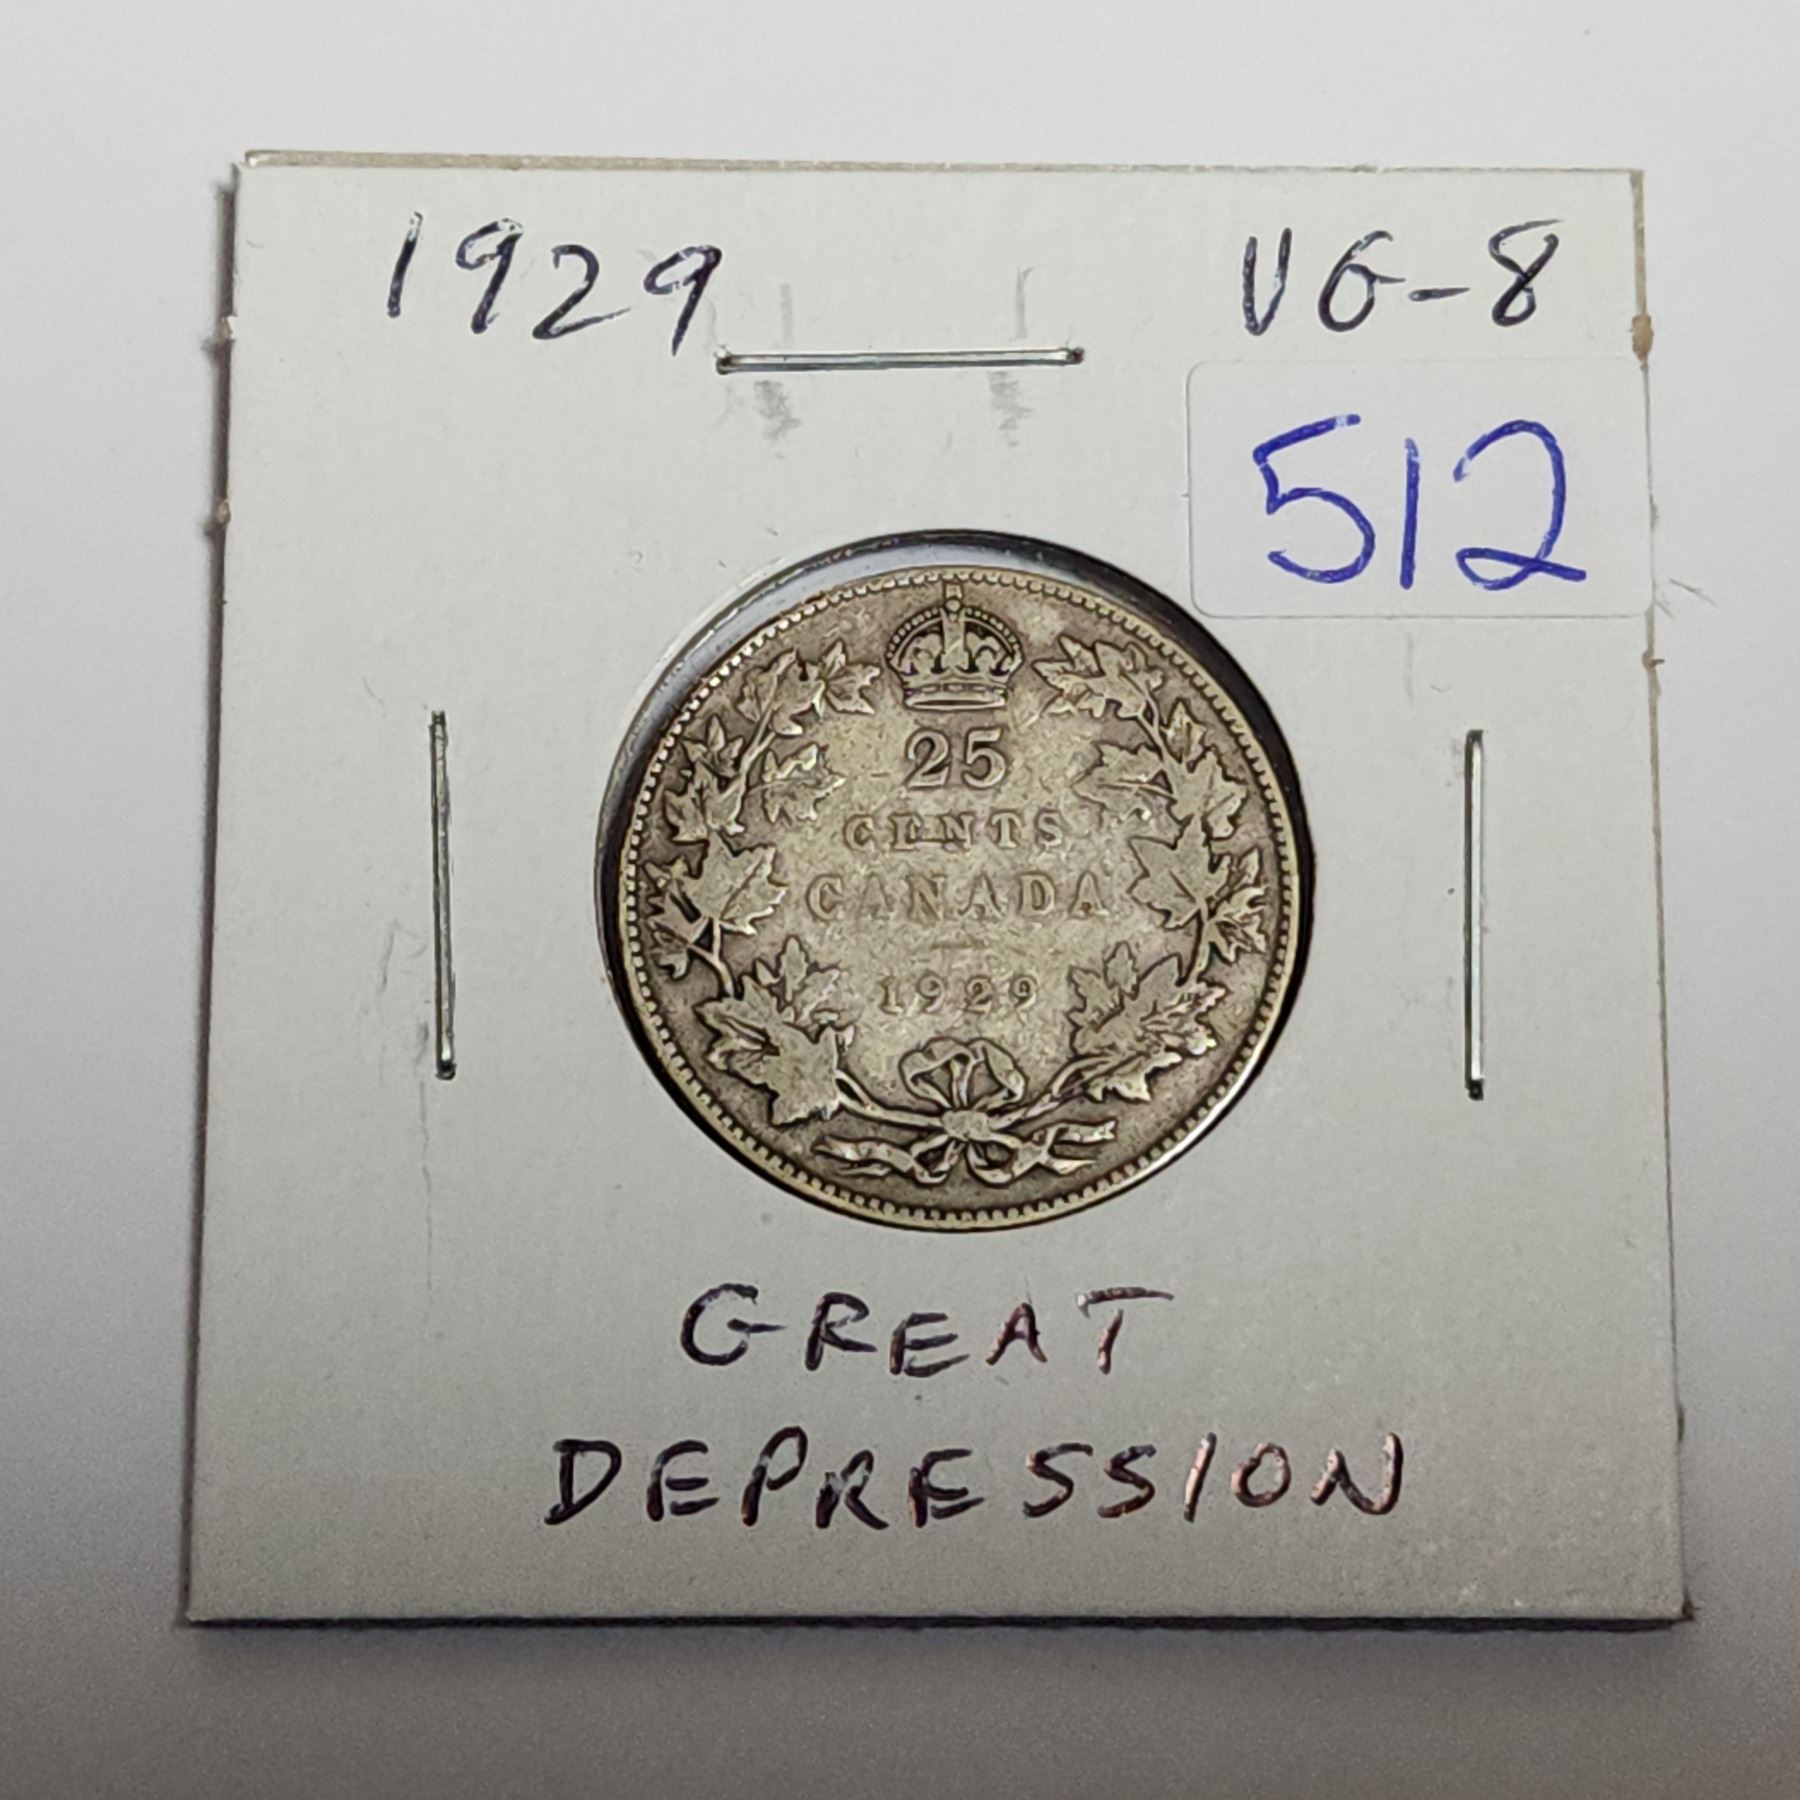 1929 VG-8
512
25
CENTS
CANADA
1929
GREAT
DEPRESSION